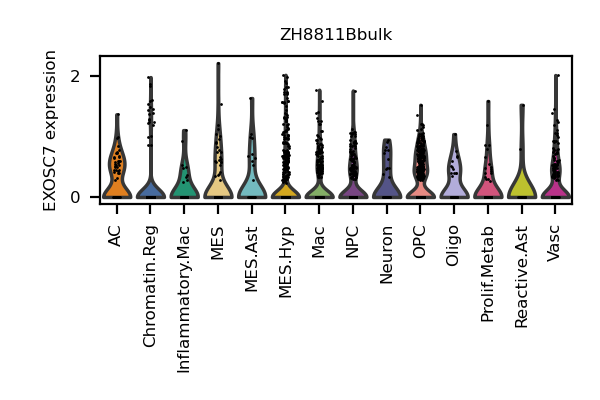 ZH8811Bbulk
EXOSC7 expression
2
0
AC
Chromatin.Reg
Inflammatory.Mac
MES
MES.Ast
MES.Hyp
Mac
NPC
Neuron
OPC
Oligo
Prolif.Metab
Reactive.Ast
Vasc